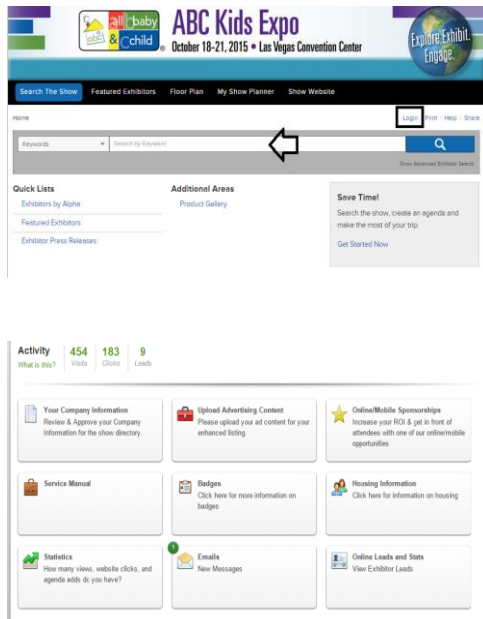 all baby
& child
ABC Kids Expo
October 18-21, 2015 • Las Vegas Convention Center
Explore. Exhibit.
Engage.
Search The Show Featured Exhibitors Floor Plan My Show Planner Show Website
Home
Login Print Help Share
Keywords Search by Keyword
Show Advanced Exhibitor Search
Quick Lists
Exhibitors by Alpha
Featured Exhibitors
Exhibitor Press Releases
Additional Areas
Product Gallery
Save Time!
Search the show, create an agenda and
make the most of your trip.
Get Started Now
Activity
What is this?
454
Visits
183
Clicks
9
Leads
Your Company Information
Review & Approve your Company
Information for the show directory.
Upload Advertising Content
Please upload your ad content for your
enhanced listing.
Online/Mobile Sponsorships
Increase your ROI & get in front of
attendees with one of our online/mobile
opportunities
Service Manual
Badges
Click here for more information on
badges
Housing Information
Click here for information on housing
Statistics
How many views, website clicks, and
agenda adds do you have?
1
Emails
New Messages
Online Leads and Stats
View Exhibitor Leads